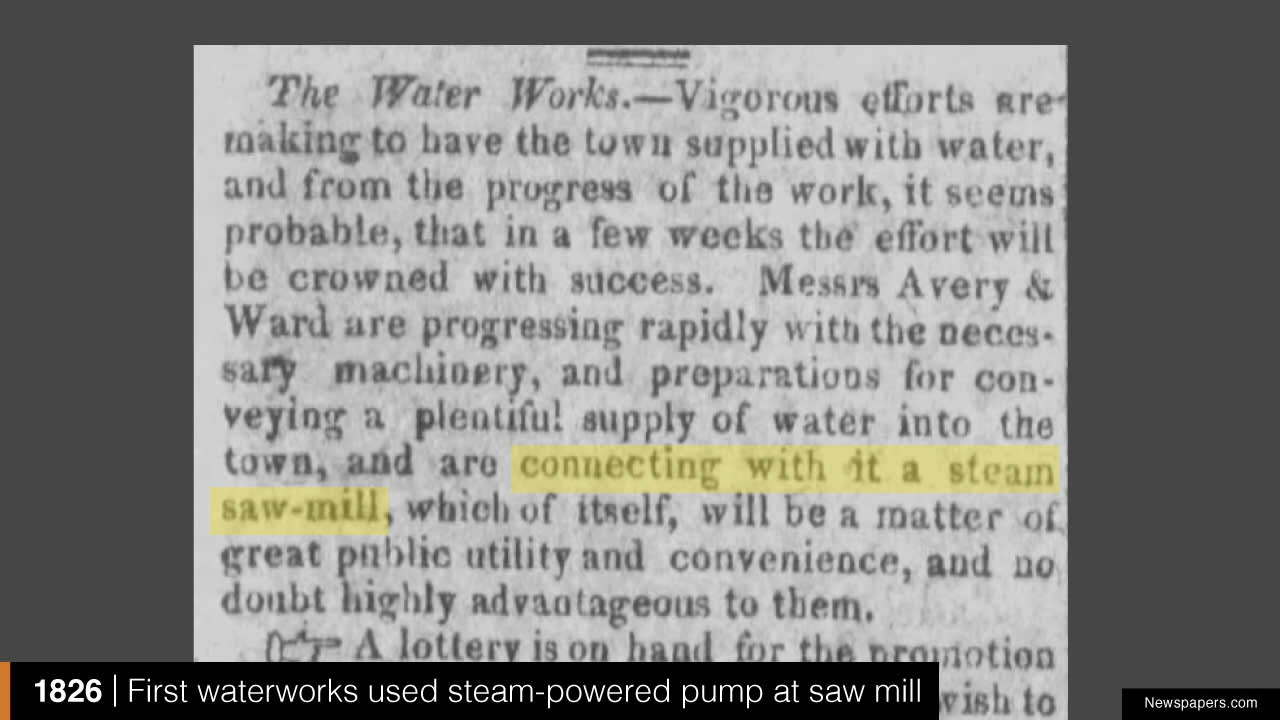 The Water Works.—Vigorous efforts are
making to have the town supplied with water,
and from the progress of the work, it seems
probable, that in a few weeks the effort will
be crowned with success. Messrs Avery &
Ward are progressing rapidly with the neces-
sary machinery, and preparations for con-
veying a plentiful supply of water into the
town, and are connecting with it a steam
saw-mill, which of itself, will be a matter of
great public utility and convenience, and no
doubt highly advantageous to them.
☞ A lottery is on hand for the promotion
wish to
1826 | First waterworks used steam-powered pump at saw mill
Newspapers.com